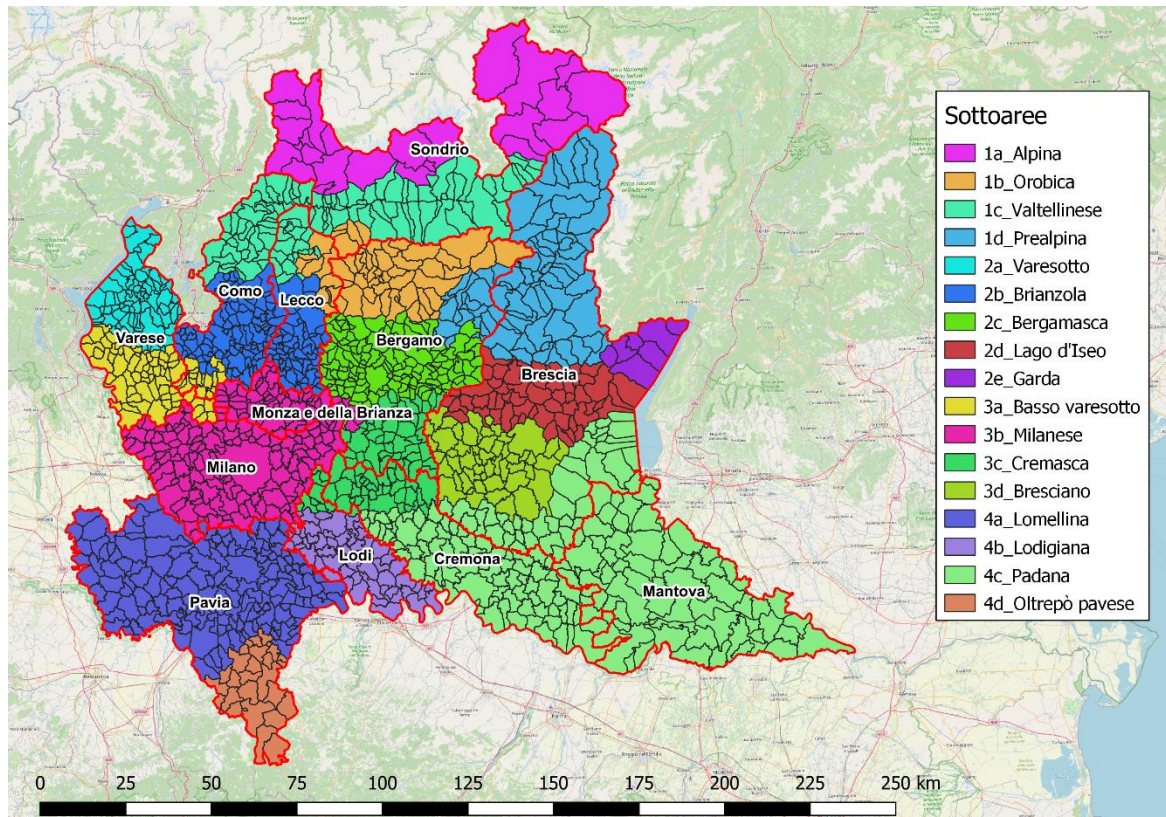 Sottoaree
1a_Alpina
1b_Orobica
1c_Valtellinese
1d_Prealpina
2a_Varesotto
2b_Brianzola
2c_Bergamasca
2d_Lago d'Iseo
2e_Garda
3a_Basso varesotto
3b_Milanese
3c_Cremasca
3d_Bresciano
4a_Lomellina
4b_Lodigiana
4c_Padana
4d_Oltrepò pavese
Sondrio
Como
Lecco
Varese
Bergamo
Brescia
Monza e della Brianza
Milano
Lodi
Cremona
Pavia
Mantova
0 25 50 75 100 125 150 175 200 225 250 km